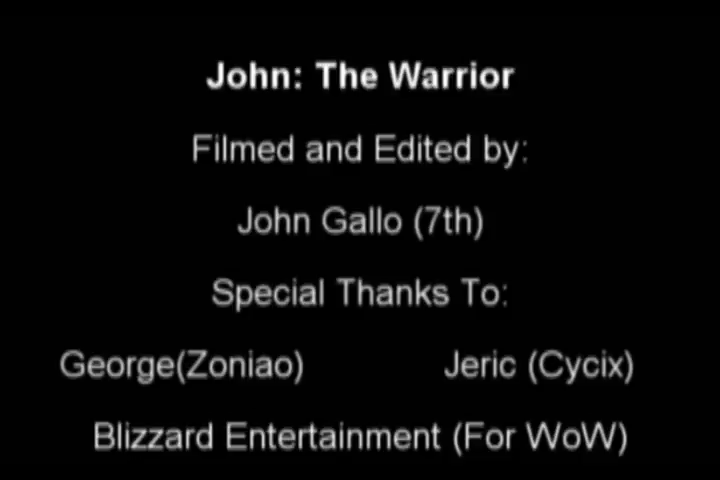 John: The Warrior
Filmed and Edited by:
John Gallo (7th)
Special Thanks To:
George(Zoniao) Jeric (Cycix)
Blizzard Entertainment (For WoW)